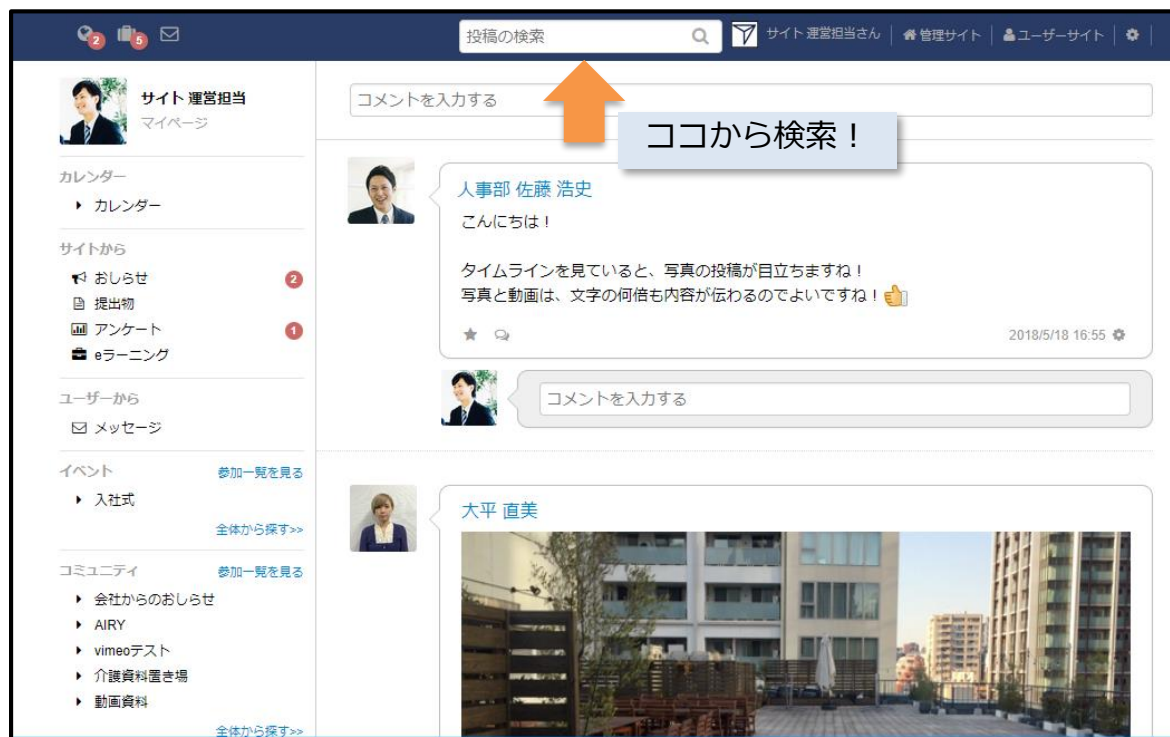 2
5
投稿の検索
サイト 運営担当さん
管理サイト
ユーザーサイト
ココから検索！
サイト 運営担当
マイページ
カレンダー
カレンダー
サイトから
おしらせ 2
提出物
アンケート 1
eラーニング
ユーザーから
メッセージ
イベント 参加一覧を見る
入社式
全体から探す>>
コミュニティ 参加一覧を見る
会社からのおしらせ
AIRY
vimeoテスト
介護資料置き場
動画資料
全体から探す>>
コメントを入力する
人事部 佐藤 浩史
こんにちは！
タイムラインを見ていると、写真の投稿が目立ちますね！
写真と動画は、文字の何倍も内容が伝わるのでよいですね！
2018/5/18 16:55
コメントを入力する
大平 直美